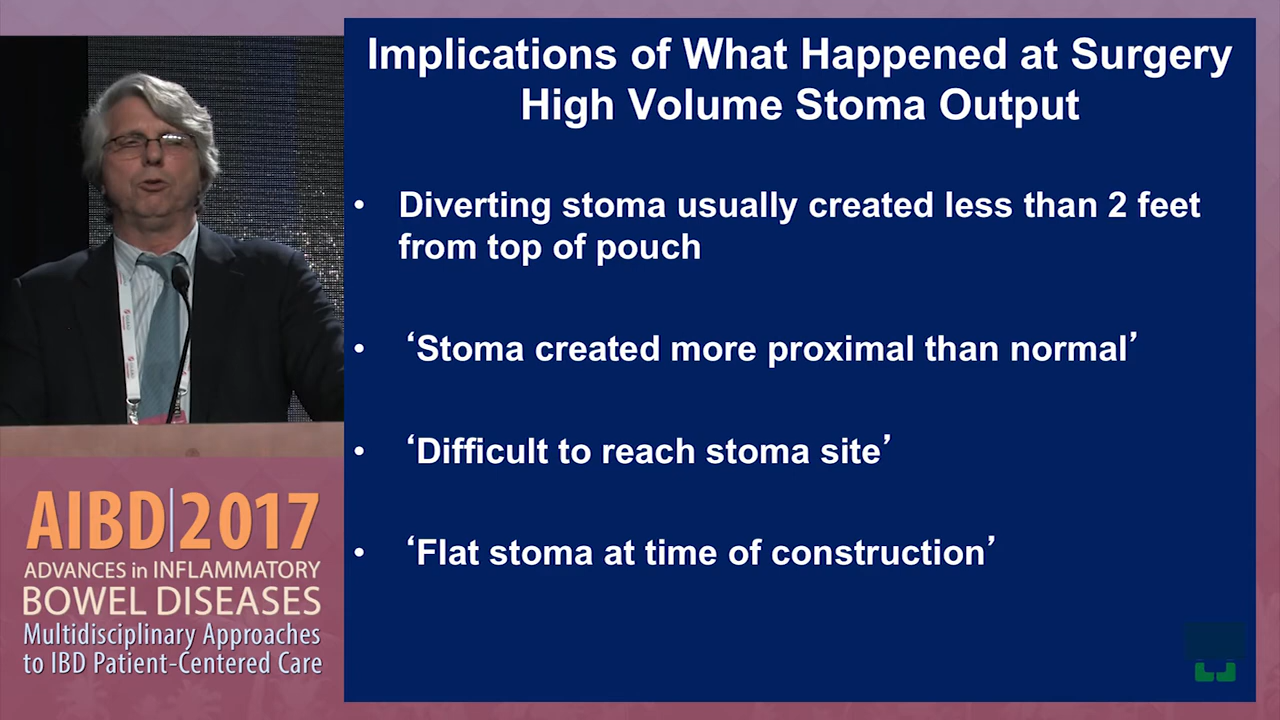 Implications of What Happened at Surgery
High Volume Stoma Output
• Diverting stoma usually created less than 2 feet
from top of pouch
• ‘Stoma created more proximal than normal’
• ‘Difficult to reach stoma site’
• ‘Flat stoma at time of construction’
AIBD|2017
ADVANCES in INFLAMMATORY
BOWEL DISEASES
Multidisciplinary Approaches
to IBD Patient-Centered Care